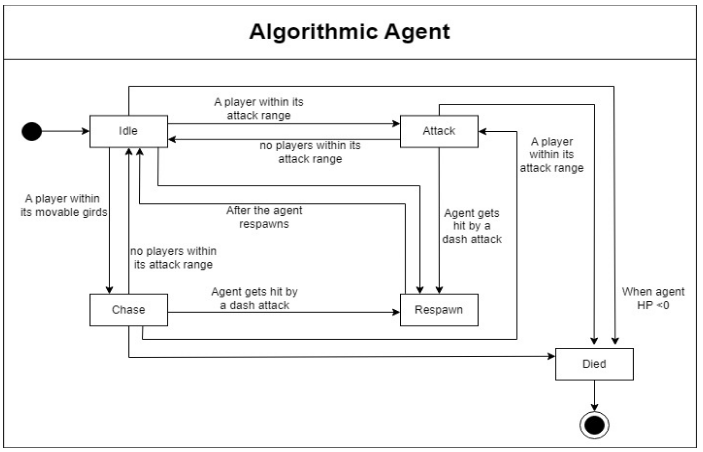 Algorithmic Agent
A player within its
attack range
Idle
Attack
no players within its
attack range
A player
within its
attack range
A player within
its movable girds
After the agent
respawns
Agent gets
hit by a
dash attack
no players within
its attack range
Agent gets hit by
a dash attack
When agent
HP <0
Chase
Respawn
Died